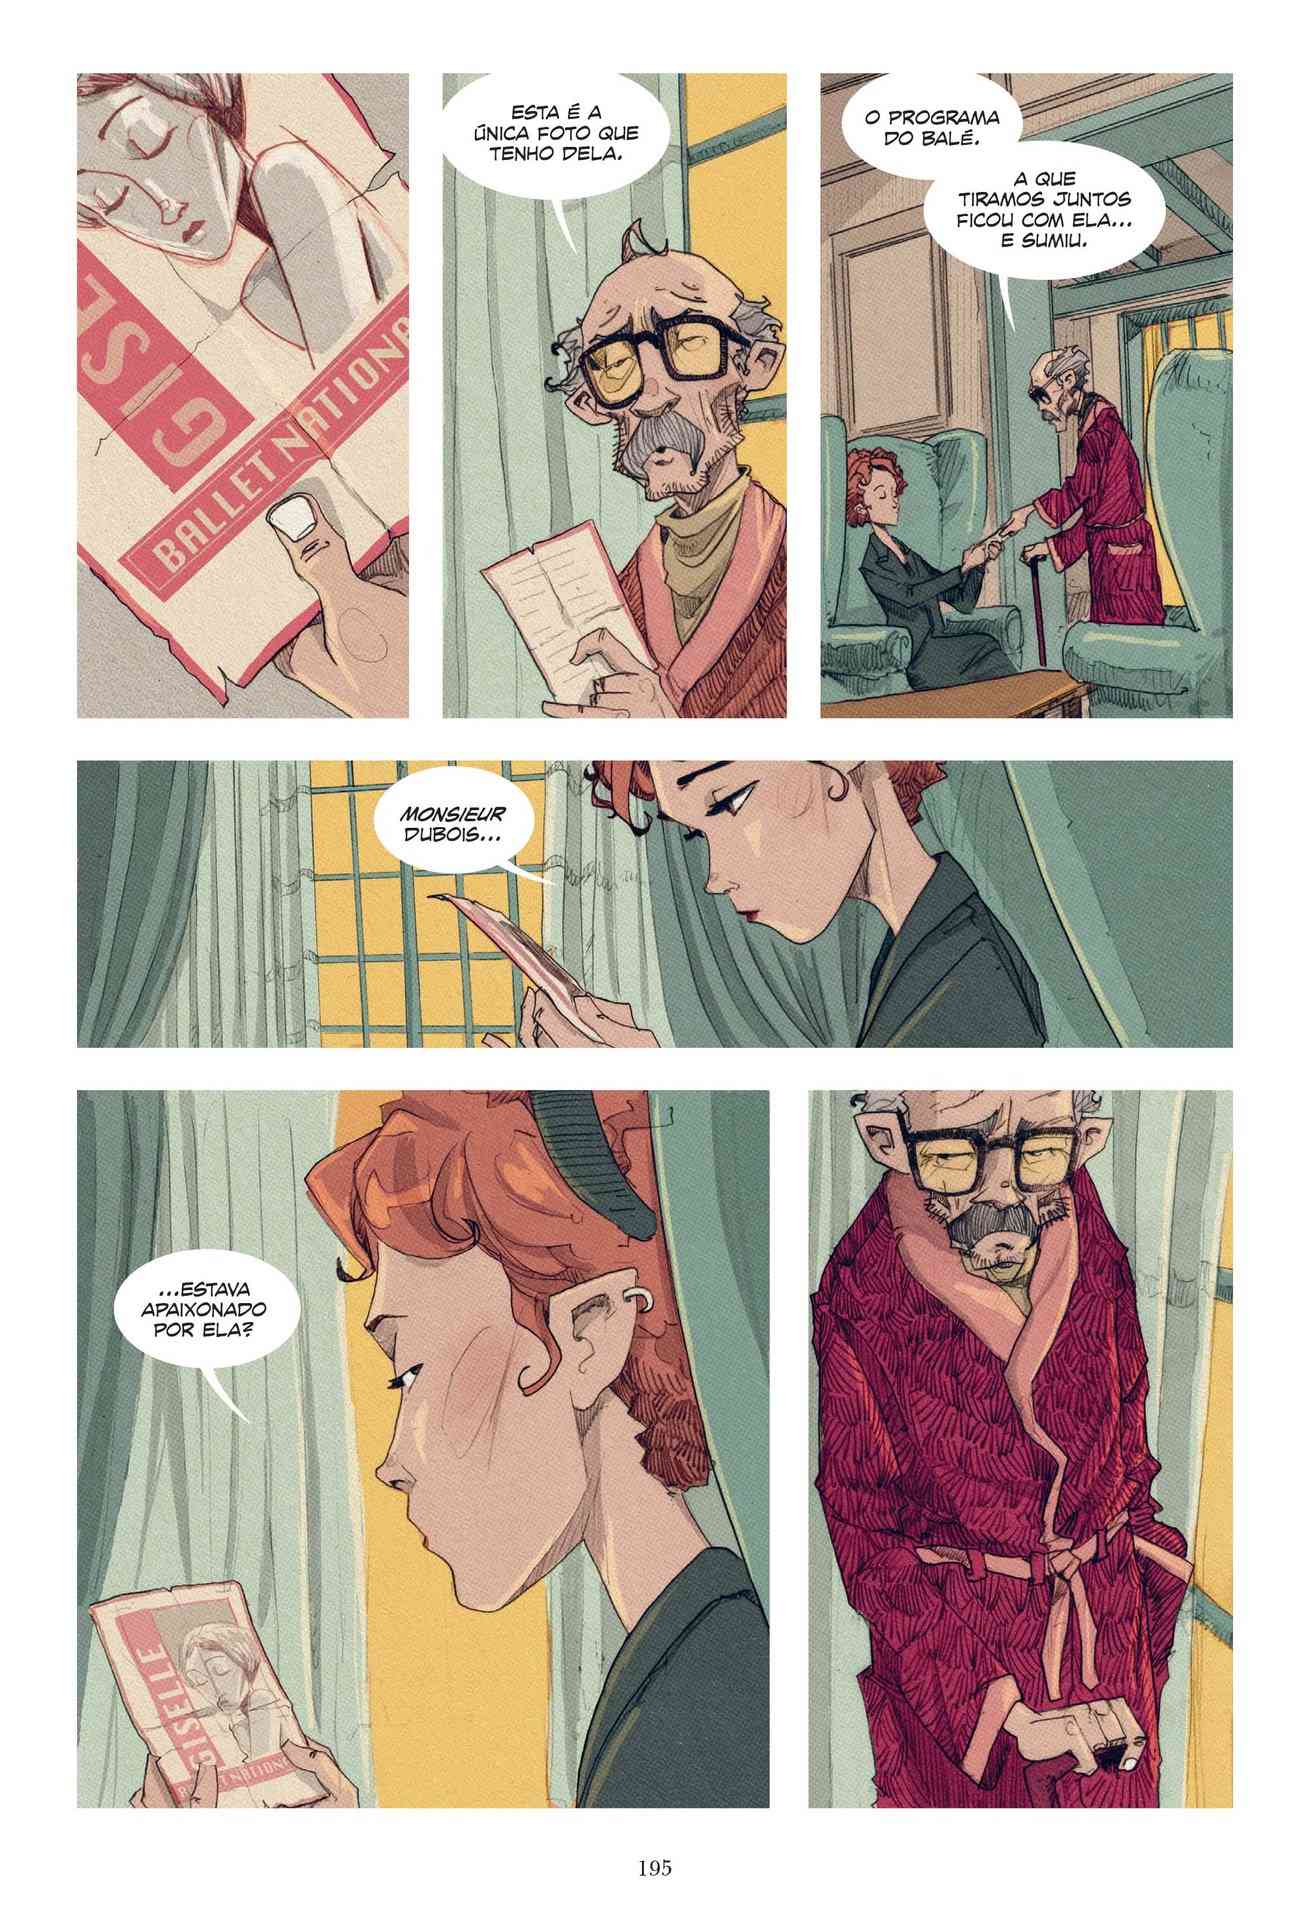 GISE
BALLET NATIONA
ESTA É A
ÚNICA FOTO QUE
TENHO DELA.
O PROGRAMA
DO BALÉ.
A QUE
TIRAMOS JUNTOS
FICOU COM ELA...
E SUMIU.
MONSIEUR
DUBOIS...
...ESTAVA
APAIXONADO
POR ELA?
GISELLE
BALLET NATIONA
195